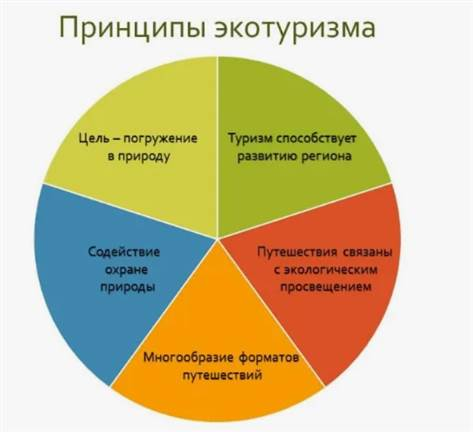 Принципы экотуризма
Цель – погружение
в природу
Туризм способствует
развитию региона
Содействие
охране
природы
Путешествия связаны
с экологическим
просвещением
Многообразие форматов
путешествий